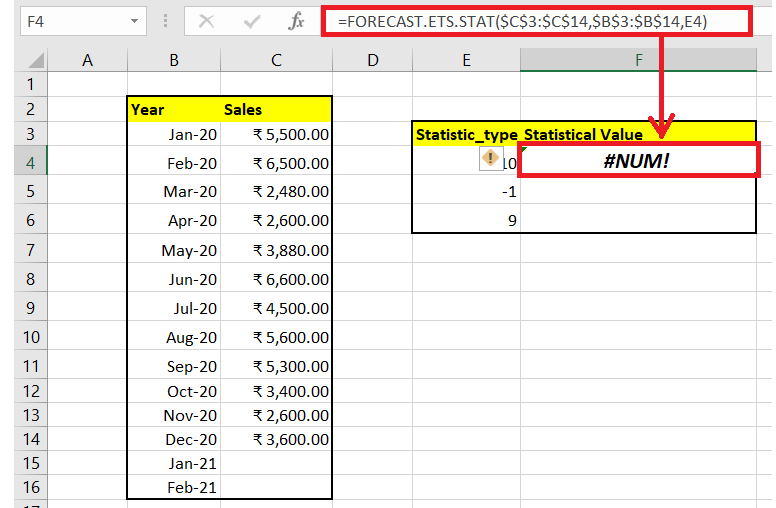 F4 fx =FORECAST.ETS.STAT($C$3:$C$14,$B$3:$B$14,E4)
A B C D E F
1
2 Year Sales
3 Jan-20 ₹ 5,500.00 Statistic_type Statistical Value
4 Feb-20 ₹ 6,500.00 10 #NUM!
5 Mar-20 ₹ 2,480.00 -1
6 Apr-20 ₹ 2,600.00 9
7 May-20 ₹ 3,880.00
8 Jun-20 ₹ 6,600.00
9 Jul-20 ₹ 4,500.00
10 Aug-20 ₹ 5,600.00
11 Sep-20 ₹ 5,300.00
12 Oct-20 ₹ 3,400.00
13 Nov-20 ₹ 2,600.00
14 Dec-20 ₹ 3,600.00
15 Jan-21
16 Feb-21